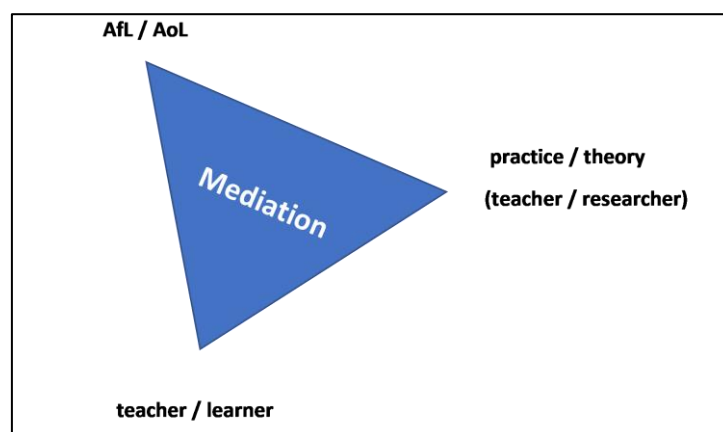 AfL / AoL
Mediation
practice / theory
(teacher / researcher)
teacher / learner